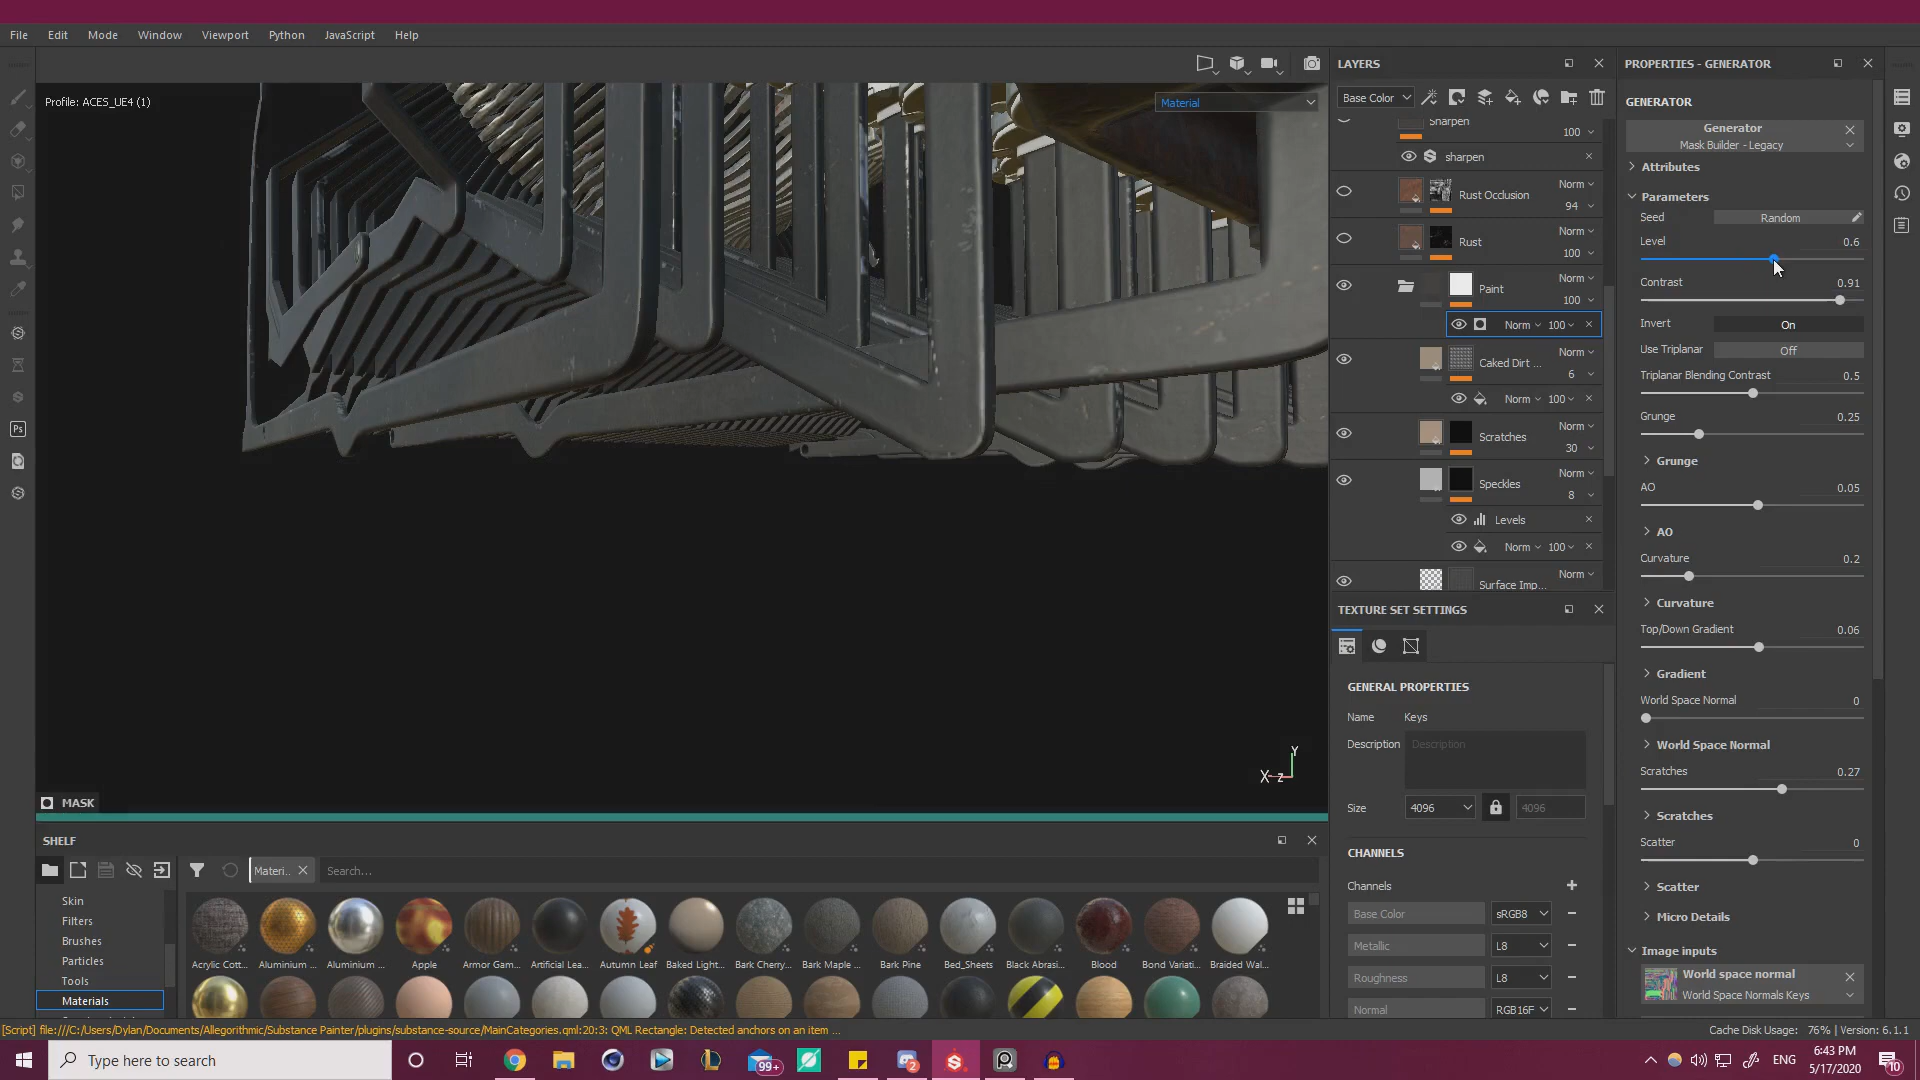 File Edit Mode Window Viewport Python JavaScript Help
Profile: ACES_UE4 (1)
Material
LAYERS
Base Color
Sharpen
100
sharpen
Rust Occlusion
Norm
94
Rust
Norm
100
Paint
Norm
100
Norm 100
Caked Dirt ...
Norm
6
Norm 100
Scratches
Norm
30
Speckles
Norm
8
Levels
Norm 100
Surface Imp...
Norm
TEXTURE SET SETTINGS
GENERAL PROPERTIES
Name Keys
Description Description
Size 4096 4096
CHANNELS
Channels
Base Color sRGB8
Metallic L8
Roughness L8
Normal RGB16F
PROPERTIES - GENERATOR
GENERATOR
Generator
Mask Builder - Legacy
Attributes
Parameters
Seed Random
Level 0.6
Contrast 0.91
Invert On
Use Triplanar Off
Triplanar Blending Contrast 0.5
Grunge 0.25
Grunge
AO 0.05
AO
Curvature 0.2
Curvature
Top/Down Gradient 0.06
Gradient
World Space Normal 0
World Space Normal
Scratches 0.27
Scratches
Scatter 0
Scatter
Micro Details
Image inputs
World space normal
World Space Normals Keys
Y
X Z
MASK
SHELF
Materi..
Search...
Skin
Filters
Brushes
Particles
Tools
Materials
Acrylic Cott... Aluminium ... Aluminium ... Apple Armor Gam... Artificial Lea... Autumn Leaf Baked Light... Bark Cherry... Bark Maple ... Bark Pine Bed_Sheets Black Abrasi... Blood Bond Variati... Braided Wal...
[Script] file:///C:/Users/Dylan/Documents/Allegorithmic/Substance Painter/plugins/substance-source/MainCategories.qml:20:3: QML Rectangle: Detected anchors on an item ...
Cache Disk Usage: 76% | Version: 6.1.1
Type here to search
99+
2
ENG
6:43 PM
5/17/2020
10
Ps